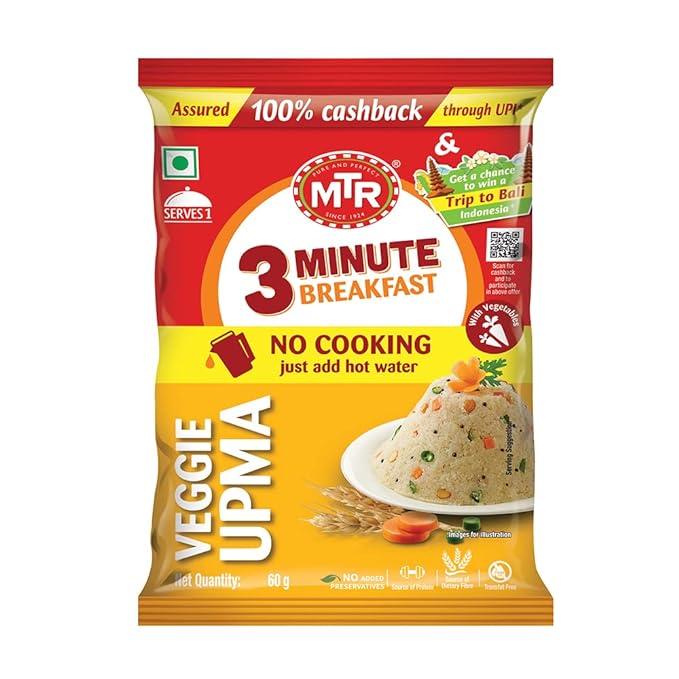 Assured 100% cashback through UPI*
&
Get a chance
to win a
Trip to Bali
Indonesia*
PURE AND PERFECT
MTR®
SINCE 1924
SERVES 1
3 MINUTE
BREAKFAST
Scan for
cashback
and to
participate
in above offer
With Vegetables
NO COOKING
just add hot water
VEGGIE
UPMA
Serving Suggestion
*Images for illustration
Net Quantity: 60 g
NO ADDED
PRESERVATIVES
Source of Protein
Source of
Dietary Fibre
Transfat Free